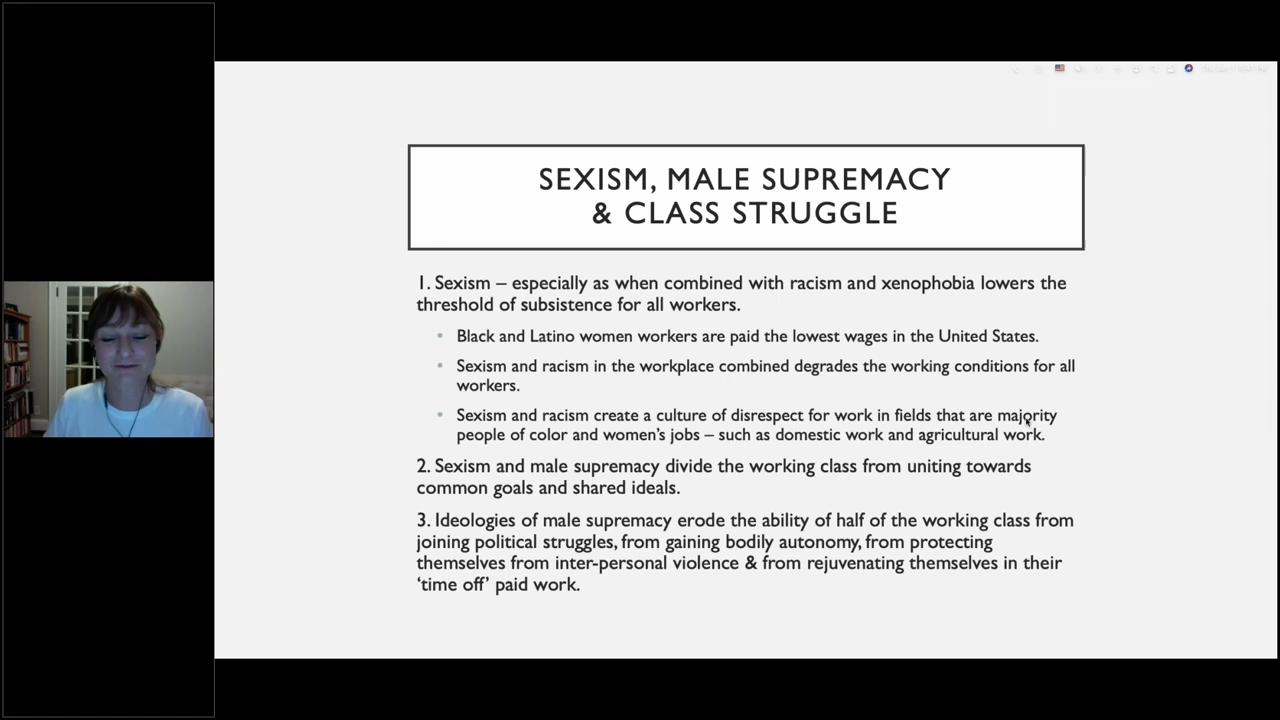 SEXISM, MALE SUPREMACY
& CLASS STRUGGLE
1. Sexism – especially as when combined with racism and xenophobia lowers the
threshold of subsistence for all workers.
• Black and Latino women workers are paid the lowest wages in the United States.
• Sexism and racism in the workplace combined degrades the working conditions for all
workers.
• Sexism and racism create a culture of disrespect for work in fields that are majority
people of color and women’s jobs – such as domestic work and agricultural work.
2. Sexism and male supremacy divide the working class from uniting towards
common goals and shared ideals.
3. Ideologies of male supremacy erode the ability of half of the working class from
joining political struggles, from gaining bodily autonomy, from protecting
themselves from inter-personal violence & from rejuvenating themselves in their
‘time off’ paid work.